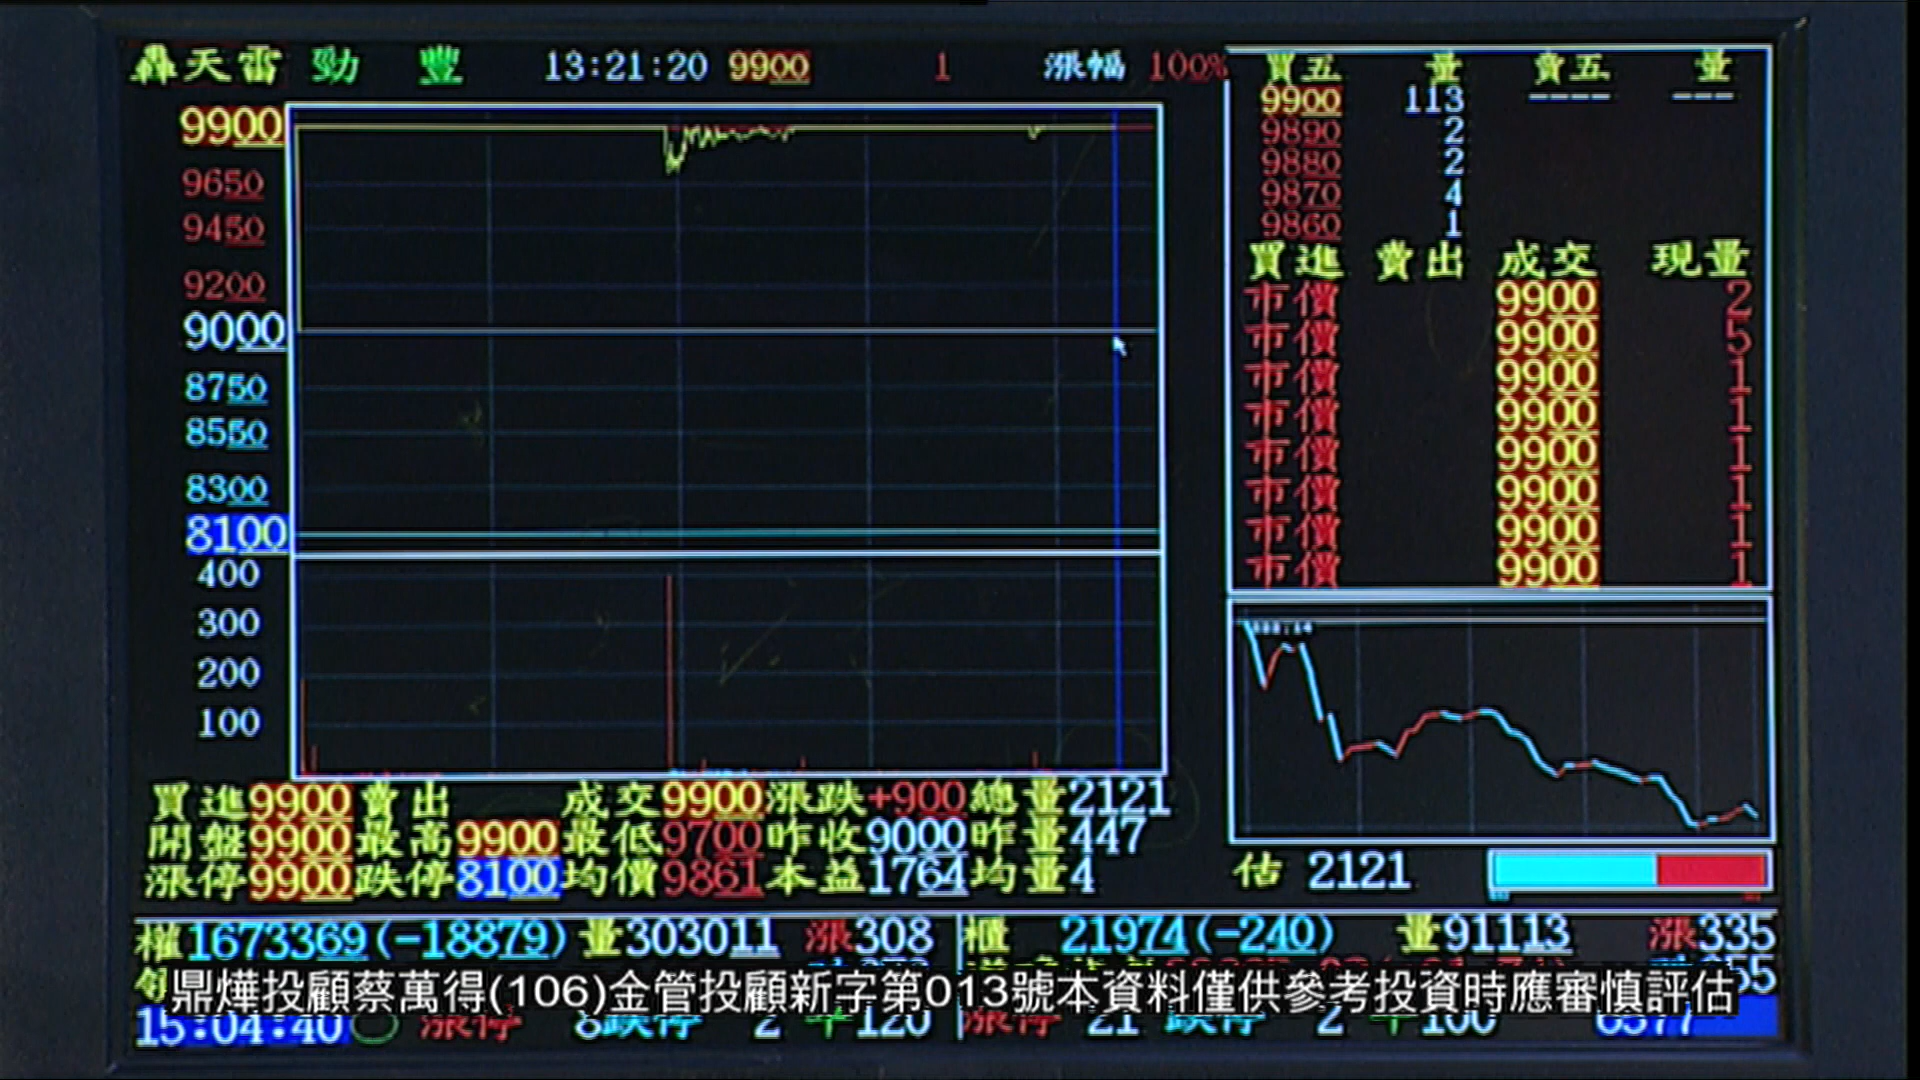 轟天雷 勁 豐 13:21:20 9900 1 漲幅 100%
買五 量 賣五 量
9900 113 ---- ---
9890 2
9880 2
9870 4
9860 1
買進 賣出 成交 現量
市價 9900 2
市價 9900 5
市價 9900 1
市價 9900 1
市價 9900 1
市價 9900 1
市價 9900 1
市價 9900 1
9900
9650
9450
9200
9000
8750
8550
8300
8100
400
300
200
100
買進9900賣出 成交9900漲跌+900總量2121
開盤9900最高9900最低9700昨收9000昨量447
漲停9900跌停8100均價9861本益1764均量4
估 2121
權1673369(-18879)量303011 漲308
櫃 21974(-240) 量91113 漲335
鼎燁投顧蔡萬得(106)金管投顧新字第013號本資料僅供參考投資時應審慎評估
15:04:40 漲停 8跌停 2 平120
漲停 21 跌停 2 平100 6577